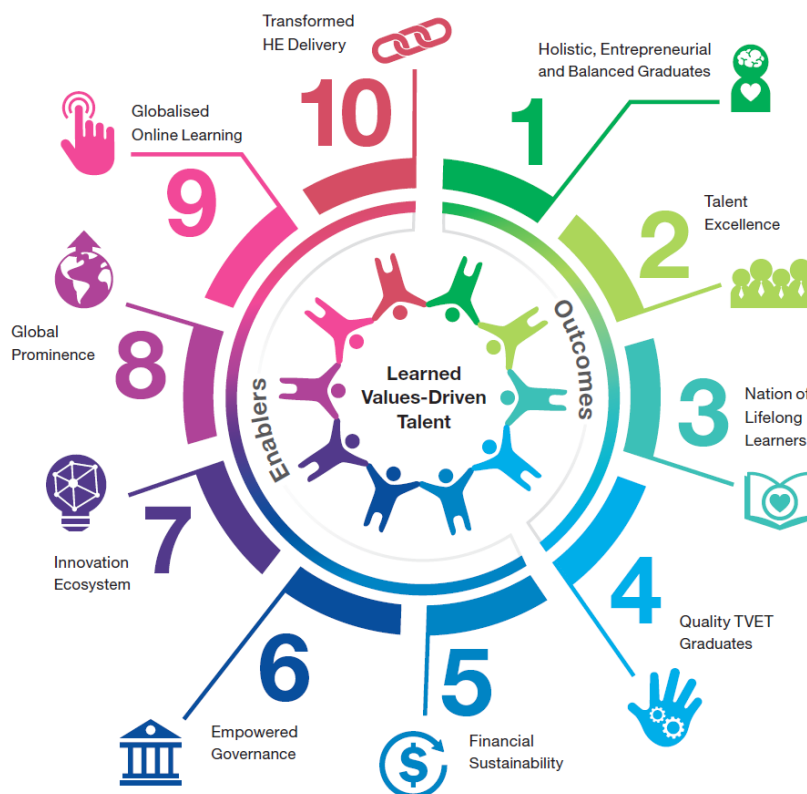 Transformed
HE Delivery
10
Holistic, Entrepreneurial
and Balanced Graduates
1
Talent
Excellence
2
Nation of
Lifelong
Learners
3
Quality TVET
Graduates
4
Financial
Sustainability
5
Empowered
Governance
6
Innovation
Ecosystem
7
Global
Prominence
8
Globalised
Online Learning
9
Learned
Values-Driven
Talent
Enablers
Outcomes
$